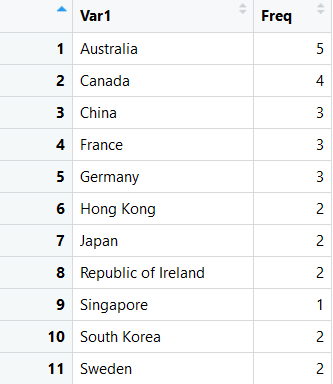 Var1 Freq
1 Australia 5
2 Canada 4
3 China 3
4 France 3
5 Germany 3
6 Hong Kong 2
7 Japan 2
8 Republic of Ireland 2
9 Singapore 1
10 South Korea 2
11 Sweden 2